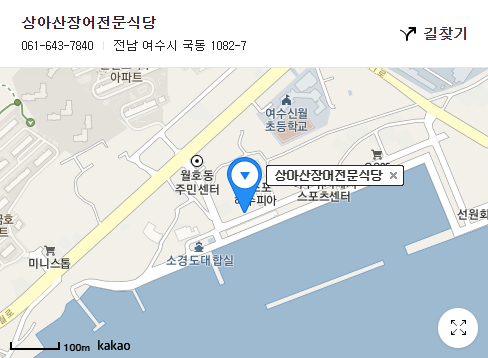 상아산장어전문식당
061-643-7840 전남 여수시 국동 1082-7
길찾기
아파트
여수신월
초등학교
월호동
주민센터
상아산장어전문식당
스포츠센터
신원회
소경도대합실
미니스톱
월로
100m kakao